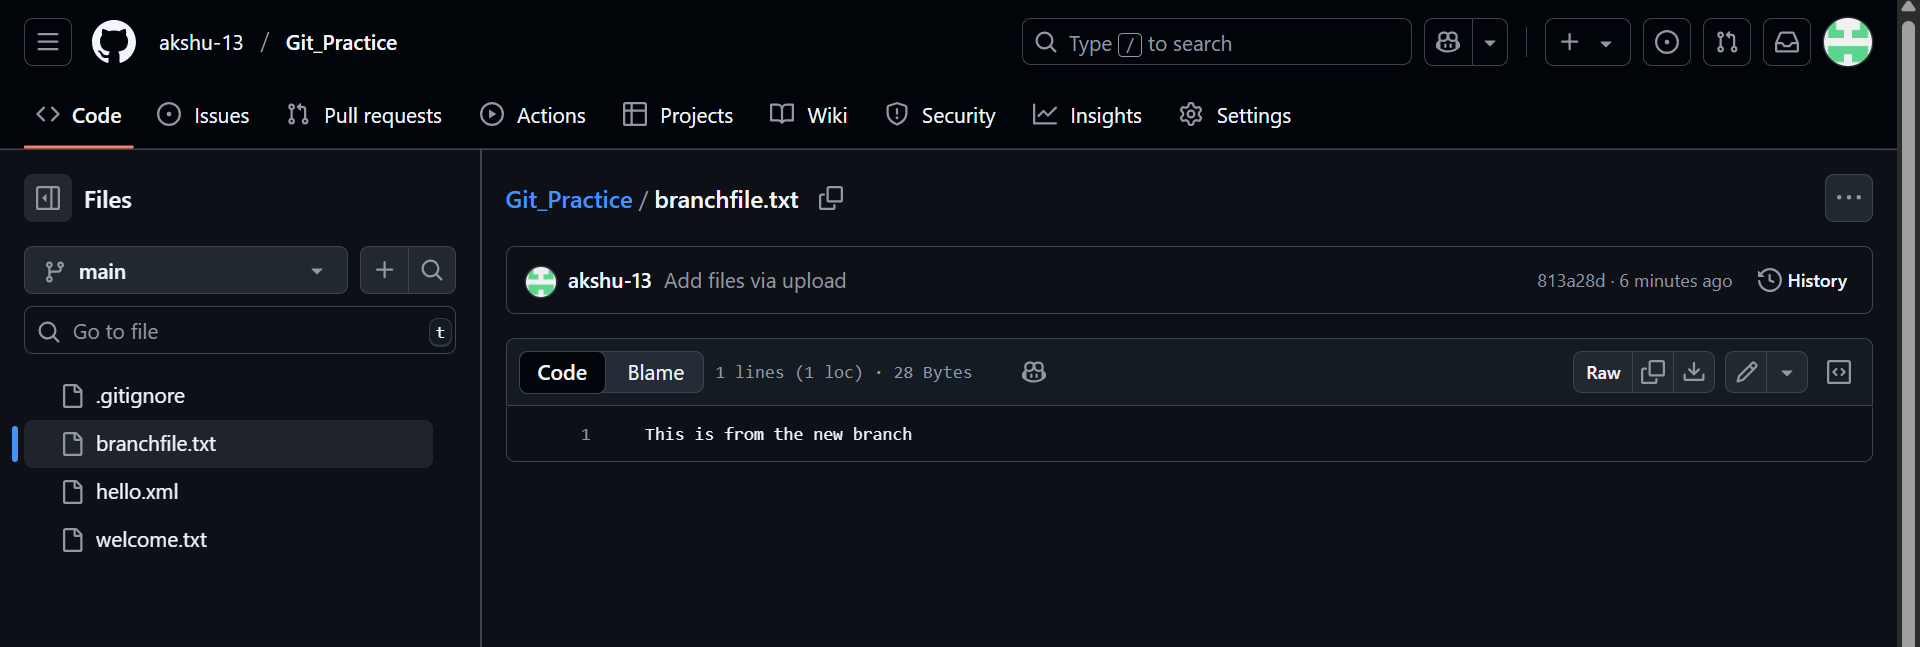 akshu-13 / Git_Practice
Type / to search
Code Issues Pull requests Actions Projects Wiki Security Insights Settings
Files
main
Go to file t
.gitignore
branchfile.txt
hello.xml
welcome.txt
Git_Practice / branchfile.txt
akshu-13 Add files via upload 813a28d · 6 minutes ago History
Code Blame 1 lines (1 loc) · 28 Bytes Raw
1 This is from the new branch